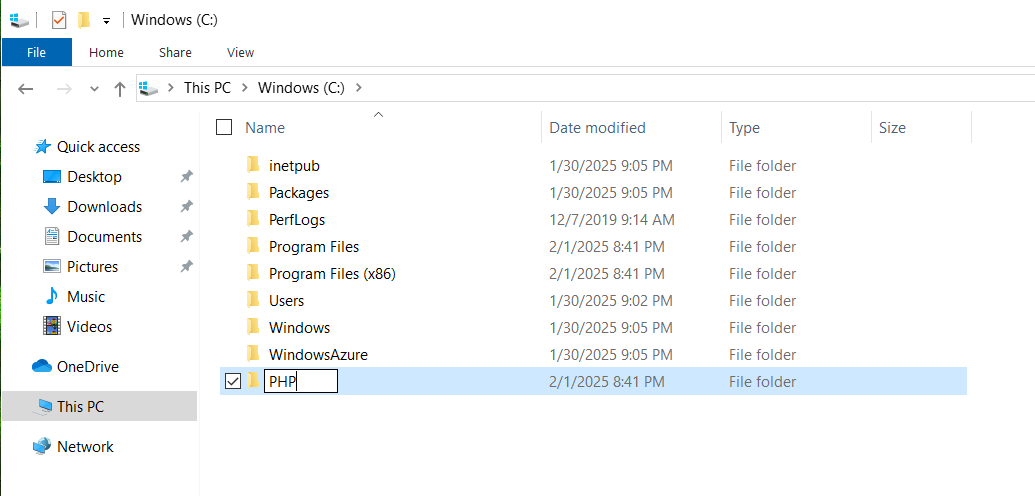 Windows (C:)
File Home Share View
This PC Windows (C:)
Name Date modified Type Size
Quick access
Desktop
Downloads
Documents
Pictures
Music
Videos
OneDrive
This PC
Network
inetpub 1/30/2025 9:05 PM File folder
Packages 1/30/2025 9:05 PM File folder
PerfLogs 12/7/2019 9:14 AM File folder
Program Files 2/1/2025 8:41 PM File folder
Program Files (x86) 2/1/2025 8:41 PM File folder
Users 1/30/2025 9:02 PM File folder
Windows 1/30/2025 9:05 PM File folder
WindowsAzure 1/30/2025 9:05 PM File folder
PHP 2/1/2025 8:41 PM File folder